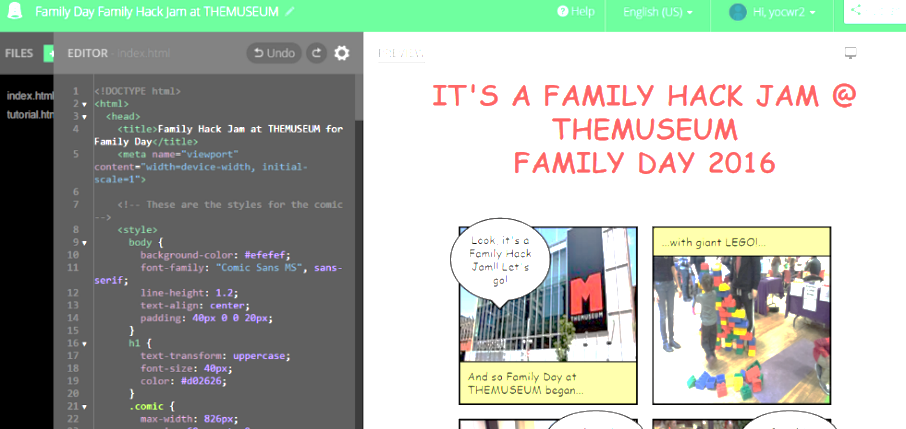 Family Day Family Hack Jam at THEMUSEUM
Help
English (US)
Hi, yocwr2
FILES
EDITOR - index.html
Undo
index.html
tutorial.htm
1 <!DOCTYPE html>
2 <html>
3 <head>
4 <title>Family Hack Jam at THEMUSEUM for
Family Day</title>
5 <meta name="viewport"
content="width=device-width, initial-
scale=1">
6
7 <!-- These are the styles for the comic
-->
8 <style>
9 body {
10 background-color: #efefef;
11 font-family: "Comic Sans MS", sans-
serif;
12 line-height: 1.2;
13 text-align: center;
14 padding: 40px 0 0 20px;
15 }
16 h1 {
17 text-transform: uppercase;
18 font-size: 40px;
19 color: #d02626;
20 }
21 .comic {
22 max-width: 826px;
IT'S A FAMILY HACK JAM @
THEMUSEUM
FAMILY DAY 2016
Look, it's a
Family Hack
Jam!! Let's
go!
M
THEMUSEUM
And so Family Day at
THEMUSEUM began...
...with giant LEGO!...